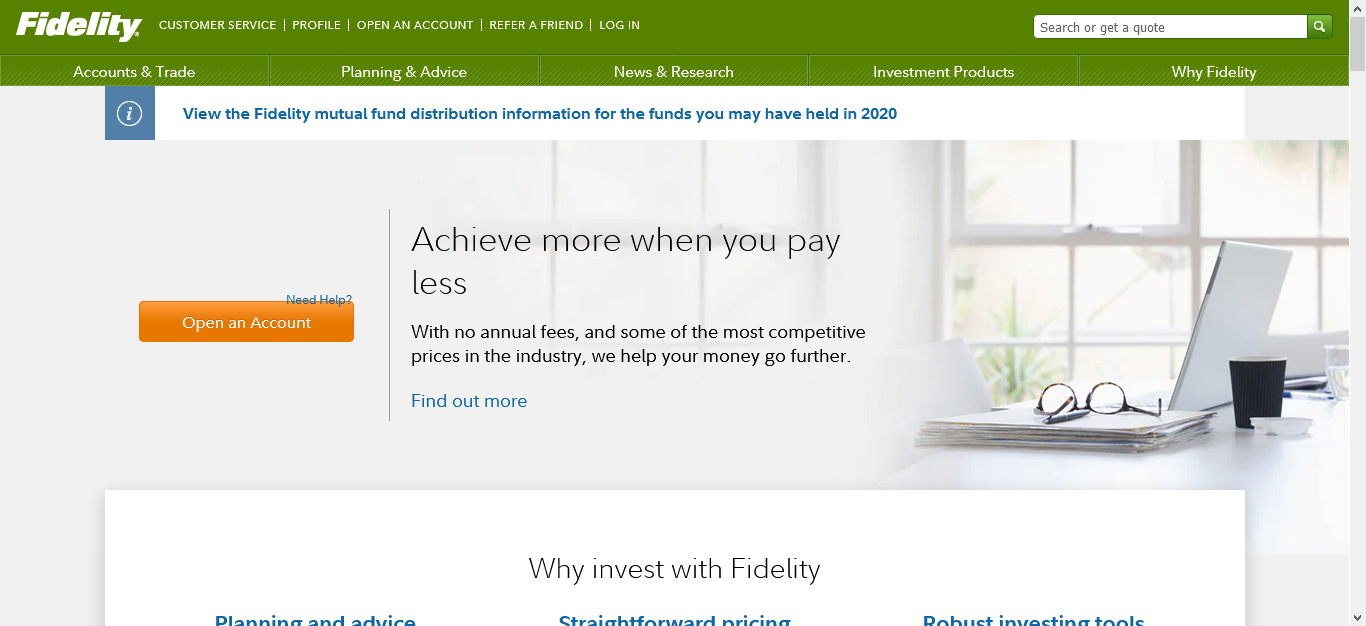 Fidelity
CUSTOMER SERVICE | PROFILE | OPEN AN ACCOUNT | REFER A FRIEND | LOG IN
Search or get a quote
Accounts & Trade
Planning & Advice
News & Research
Investment Products
Why Fidelity
i
View the Fidelity mutual fund distribution information for the funds you may have held in 2020
Need Help?
Open an Account
Achieve more when you pay
less
With no annual fees, and some of the most competitive
prices in the industry, we help your money go further.
Find out more
Why invest with Fidelity
Planning and advice
Straightforward pricing
Robust investing tools